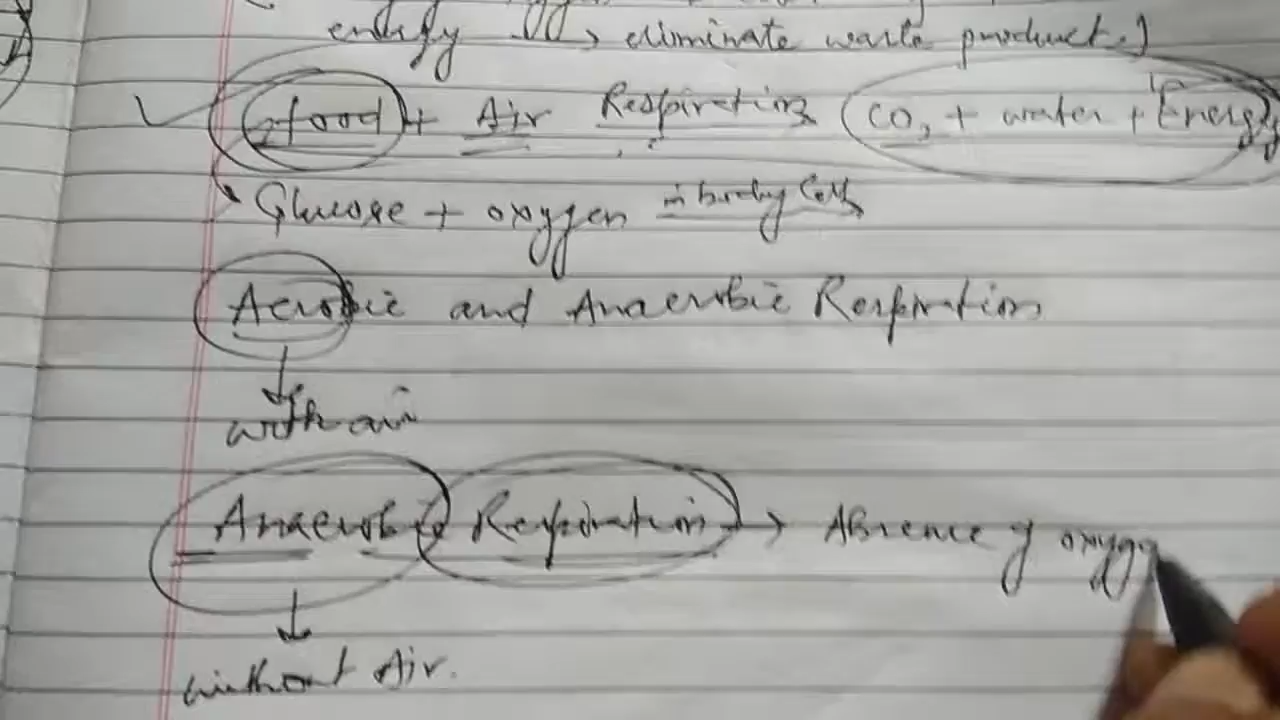 energy → eliminate waste product.)
food + Air Respiration CO2 + water + Energy
Glucose + oxygen in body cells
Aerobic and Anaerobic Respiration
↓
with air
Anaerobic Respiration → Absence of oxyge
↓
without Air.